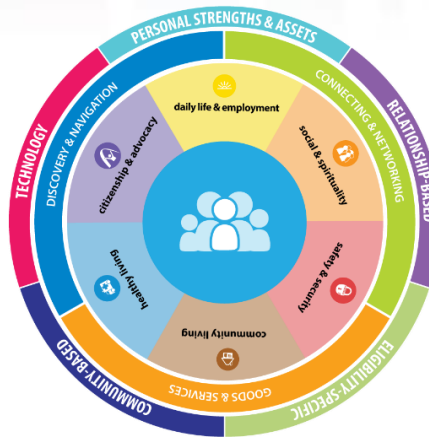 PERSONAL STRENGTHS & ASSETS
RELATIONSHIP-BASED
ELIGIBILITY-SPECIFIC
COMMUNITY-BASED
TECHNOLOGY
DISCOVERY & NAVIGATION
CONNECTING & NETWORKING
GOODS & SERVICES
daily life & employment
social & spirituality
safety & security
community living
healthy living
citizenship & advocacy